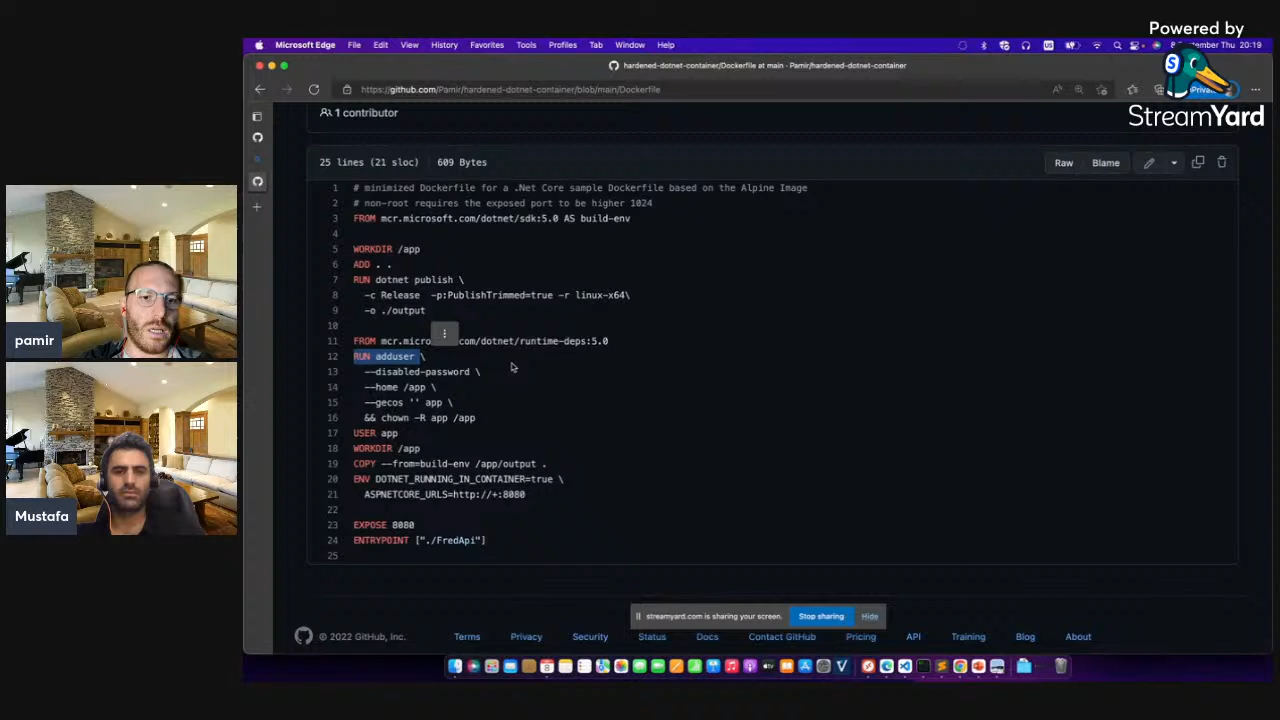 Powered by
StreamYard
Microsoft Edge File Edit View History Favorites Tools Profiles Tab Window Help
Thu 20:19
hardened-dotnet-container/Dockerfile at main · Pamir/hardened-dotnet-container
https://github.com/Pamir/hardened-dotnet-container/blob/main/Dockerfile
1 contributor
25 lines (21 sloc) 609 Bytes
Raw Blame
1 # minimized Dockerfile for a .Net Core sample Dockerfile based on the Alpine Image
2 # non-root requires the exposed port to be higher 1024
3 FROM mcr.microsoft.com/dotnet/sdk:5.0 AS build-env
4
5 WORKDIR /app
6 ADD . .
7 RUN dotnet publish \
8 -c Release -p:PublishTrimmed=true -r linux-x64\
9 -o ./output
10
11 FROM mcr.micro com/dotnet/runtime-deps:5.0
12 RUN adduser \
13 --disabled-password \
14 --home /app \
15 --gecos '' app \
16 && chown -R app /app
17 USER app
18 WORKDIR /app
19 COPY --from=build-env /app/output .
20 ENV DOTNET_RUNNING_IN_CONTAINER=true \
21 ASPNETCORE_URLS=http://+:8080
22
23 EXPOSE 8080
24 ENTRYPOINT ["./FredApi"]
25
streamyard.com is sharing your screen. Stop sharing Hide
© 2022 GitHub, Inc. Terms Privacy Security Status Docs Contact GitHub Pricing API Training Blog About
pamir
Mustafa